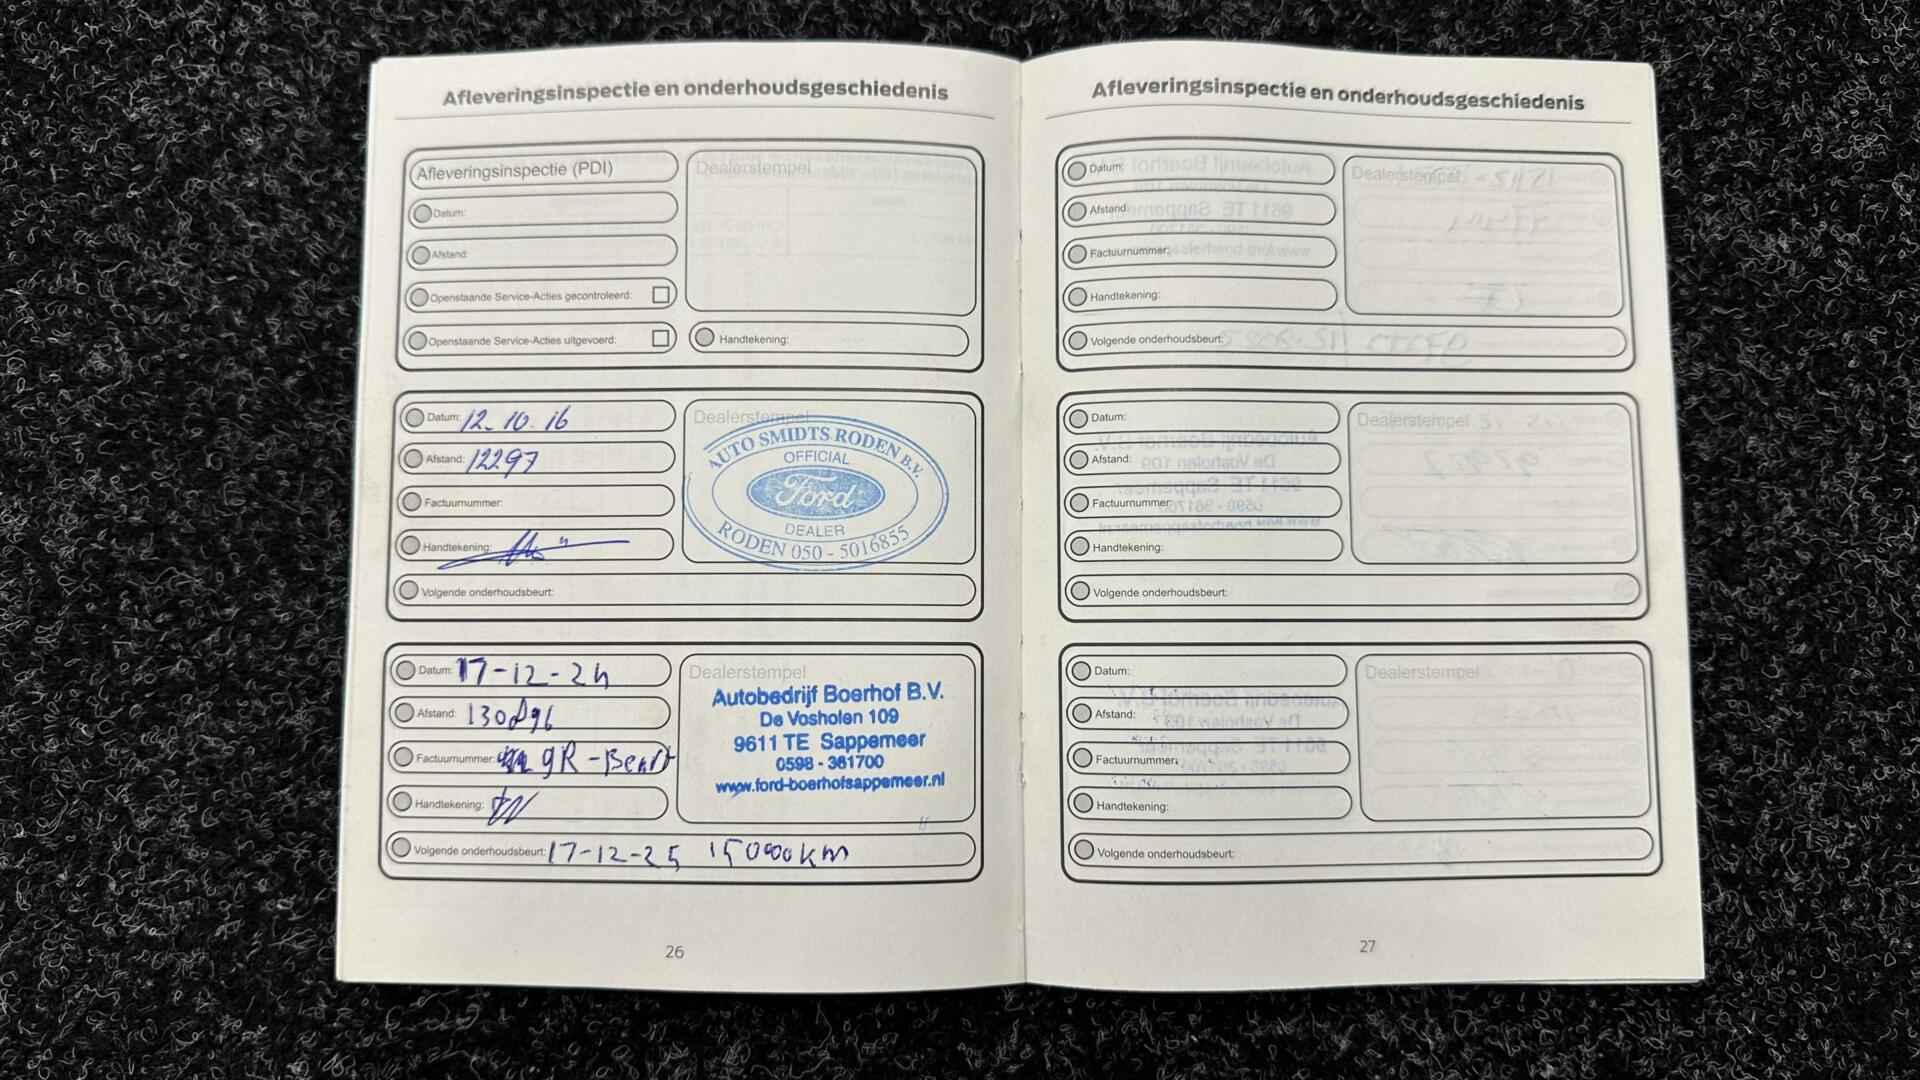 Afleveringsinspectie en onderhoudsgeschiedenis
Afleveringsinspectie (PDI)
Dealerstempel
Datum:
Afstand:
Openstaande Service-Acties gecontroleerd:
Openstaande Service-Acties uitgevoerd:
Handtekening:
Datum: 12.10.16
Dealerstempel
Afstand: 12297
Factuurnummer:
Handtekening:
Volgende onderhoudsbeurt:
AUTO SMIDTS RODEN B.V.
OFFICIAL
Ford
DEALER
RODEN 050 - 5016855
Datum: 17-12-24
Afstand: 130896
Factuurnummer: gR-Beurt
Handtekening:
Dealerstempel
Autobedrijf Boerhof B.V.
De Vosholen 109
9611 TE Sappemeer
0598 - 361700
www.ford-boerhofsappemeer.nl
Volgende onderhoudsbeurt: 17-12-25 150000km
26
Afleveringsinspectie en onderhoudsgeschiedenis
Datum:
Dealerstempel
Afstand:
Factuurnummer:
Handtekening:
Volgende onderhoudsbeurt:
Datum:
Dealerstempel
Afstand:
Factuurnummer:
Handtekening:
Volgende onderhoudsbeurt:
Datum:
Dealerstempel
Afstand:
Factuurnummer:
Handtekening:
Volgende onderhoudsbeurt:
27